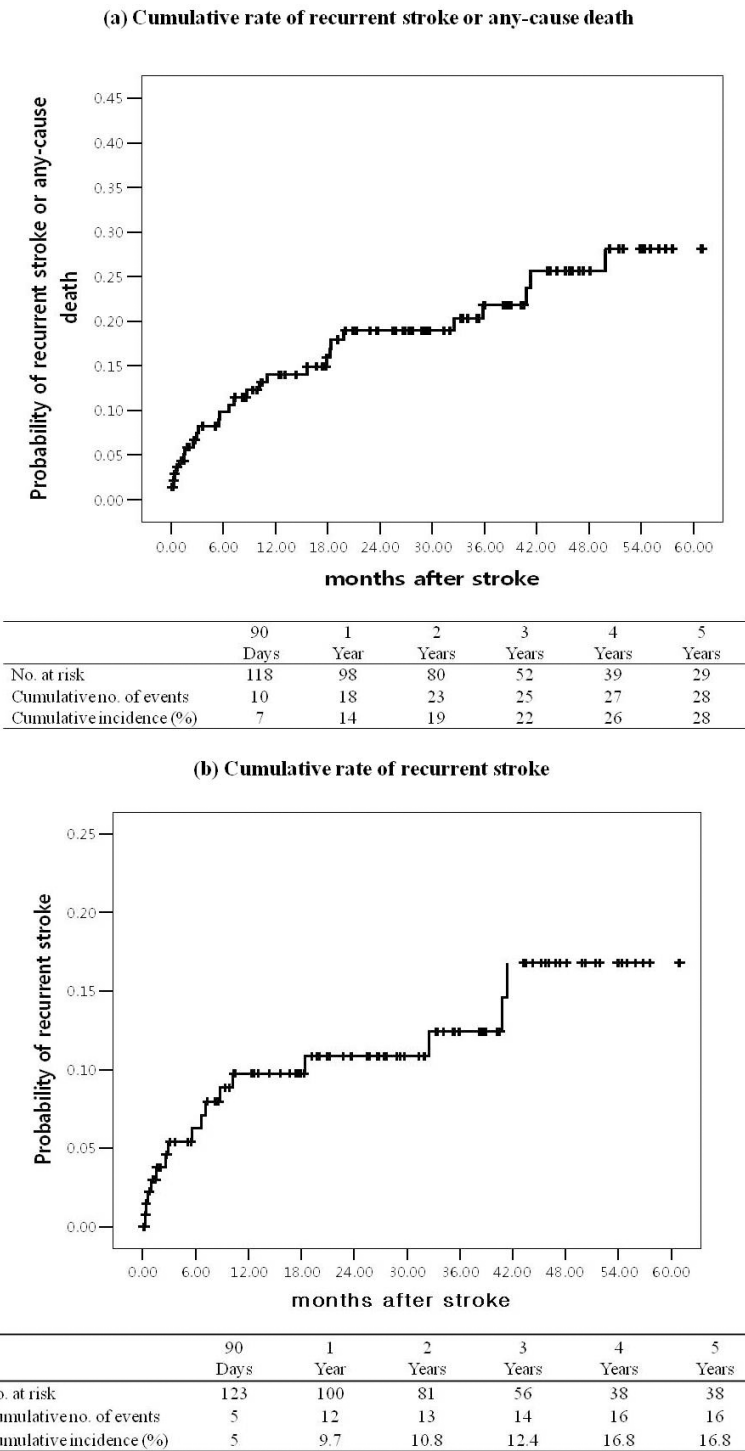 (a) Cumulative rate of recurrent stroke or any-cause death
Probability of recurrent stroke or any-cause
death
0.45
0.40
0.35
0.30
0.25
0.20
0.15
0.10
0.05
0.00
0.00 6.00 12.00 18.00 24.00 30.00 36.00 42.00 48.00 54.00 60.00
months after stroke
90 1 2 3 4 5
Days Year Years Years Years Years
No. at risk 118 98 80 52 39 29
Cumulative no. of events 10 18 23 25 27 28
Cumulative incidence (%) 7 14 19 22 26 28
(b) Cumulative rate of recurrent stroke
Probability of recurrent stroke
0.25
0.20
0.15
0.10
0.05
0.00
0.00 6.00 12.00 18.00 24.00 30.00 36.00 42.00 48.00 54.00 60.00
months after stroke
90 1 2 3 4 5
Days Year Years Years Years Years
o. at risk 123 100 81 56 38 38
umulative no. of events 5 12 13 14 16 16
umulative incidence (%) 5 9.7 10.8 12.4 16.8 16.8